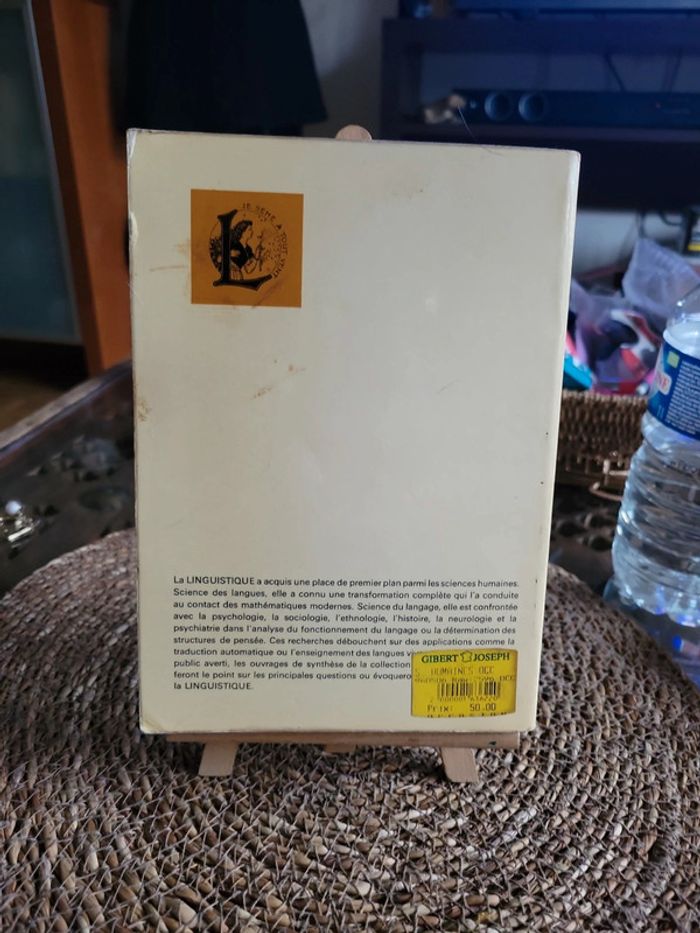 JE SÈME À TOUT VENT
La LINGUISTIQUE a acquis une place de premier plan parmi les sciences humaines.
Science des langues, elle a connu une transformation complète qui l'a conduite
au contact des mathématiques modernes. Science du langage, elle est confrontée
avec la psychologie, la sociologie, l'ethnologie, l'histoire, la neurologie et la
psychiatrie dans l'analyse du fonctionnement du langage ou la détermination des
structures de pensée. Ces recherches débouchent sur des applications comme la
traduction automatique ou l'enseignement des langues
public averti, les ouvrages de synthèse de la collection
feront le point sur les principales questions ou
la LINGUISTIQUE.
GIBERT JOSEPH
HUMAINES OCC
Prix: 50.00